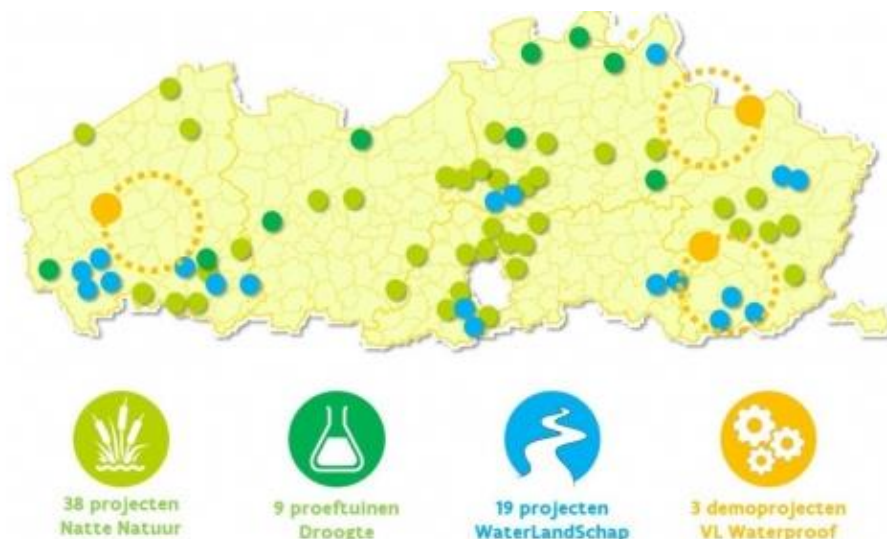 38 projecten
Natte Natuur
9 proeftuinen
Droogte
19 projecten
WaterLandSchap
3 demoprojecten
VL Waterproof